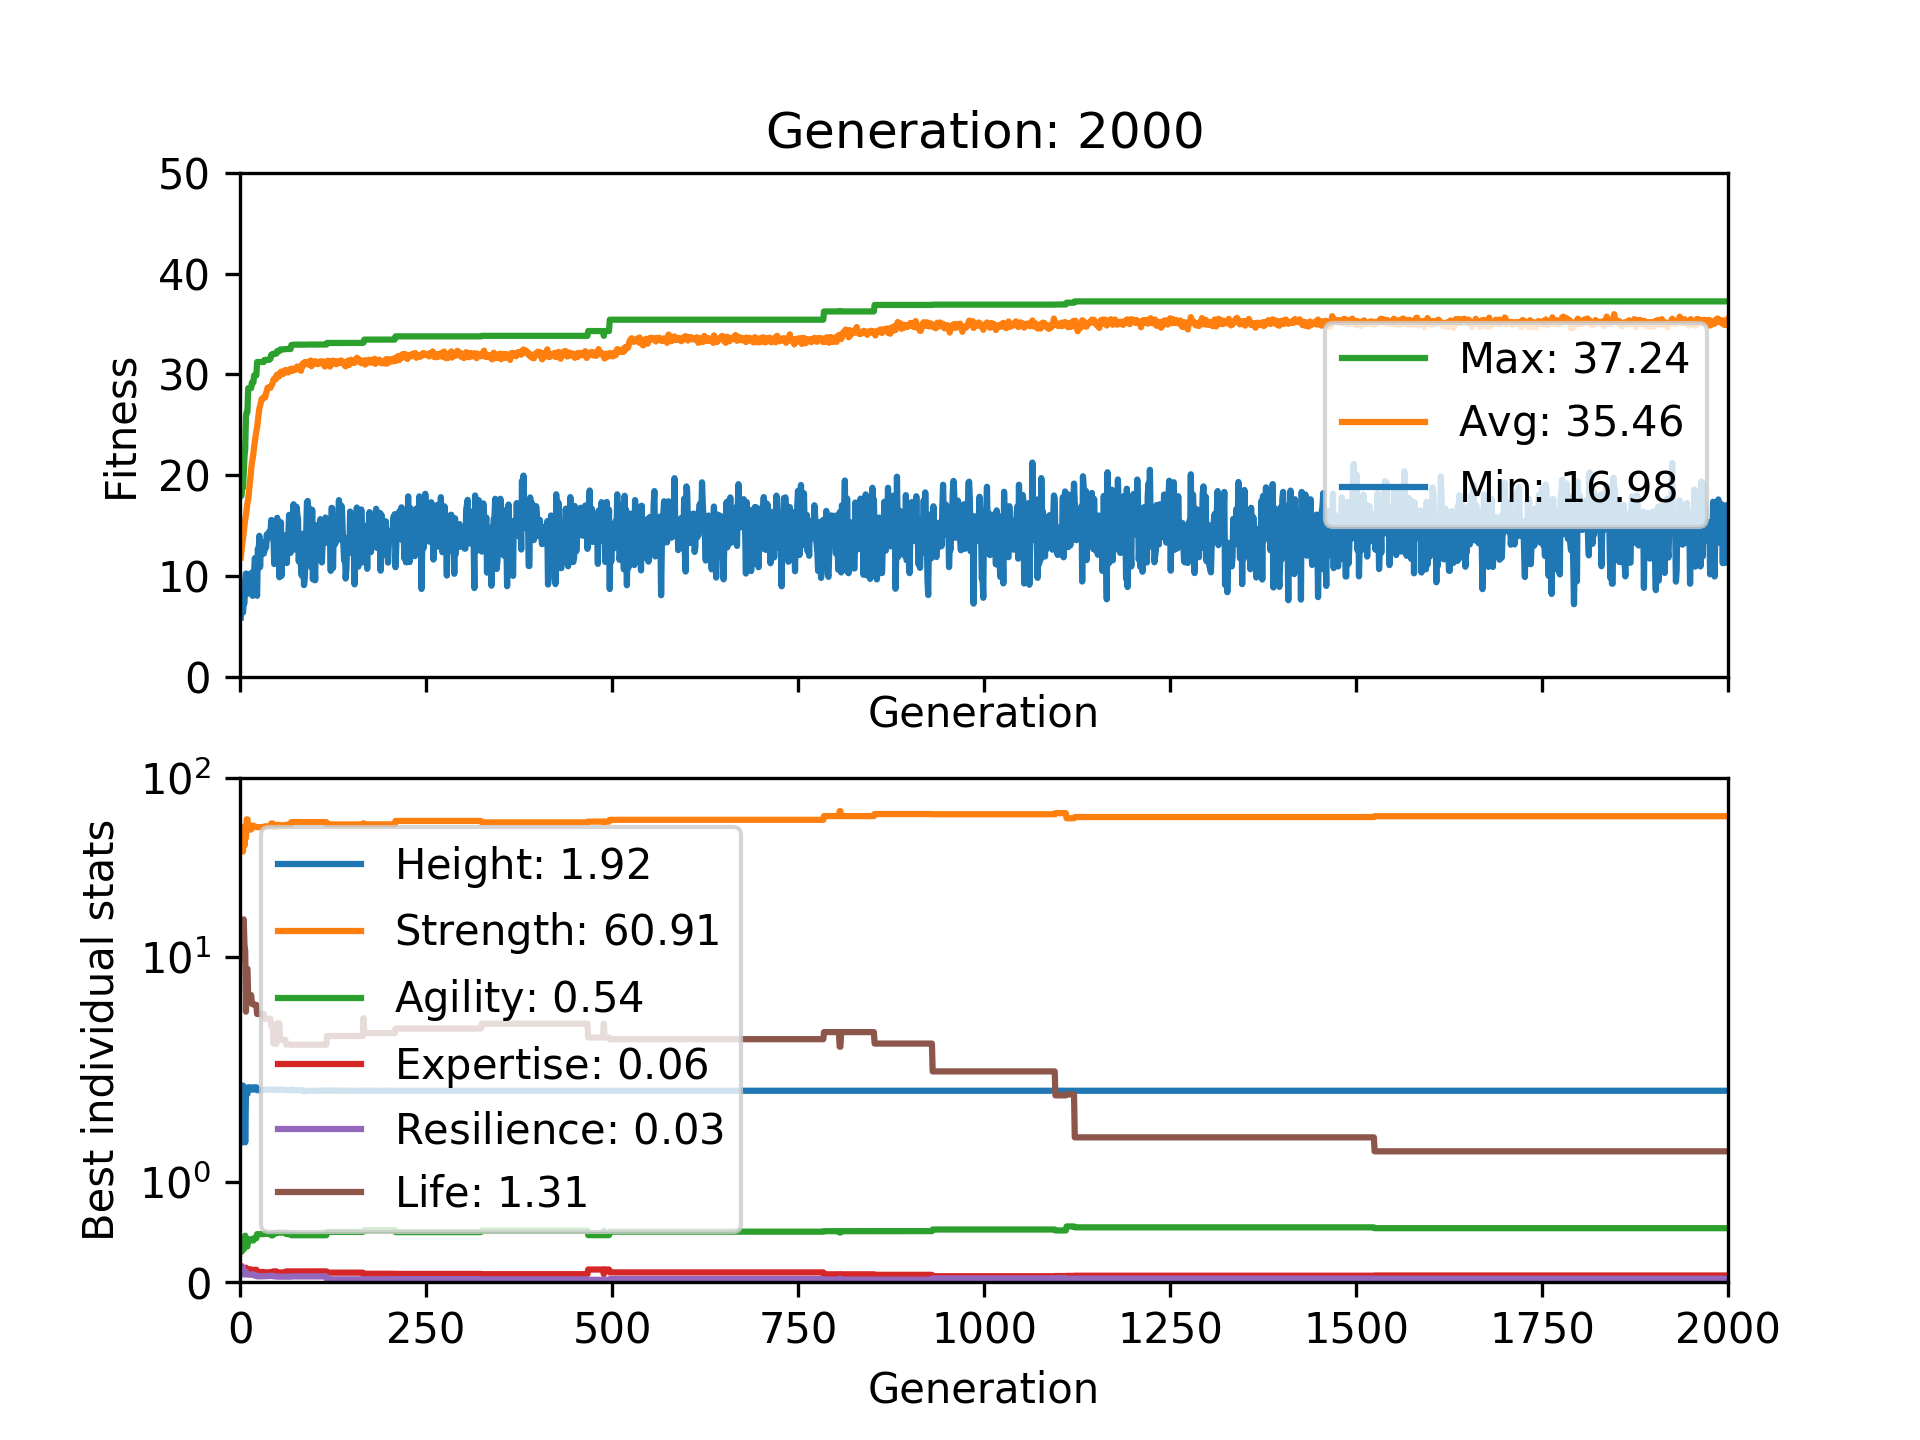 Generation: 2000
Fitness
50
40
30
20
10
0
Max: 37.24
Avg: 35.46
Min: 16.98
Generation
Best individual stats
10²
10¹
10⁰
0
Height: 1.92
Strength: 60.91
Agility: 0.54
Expertise: 0.06
Resilience: 0.03
Life: 1.31
0 250 500 750 1000 1250 1500 1750 2000
Generation